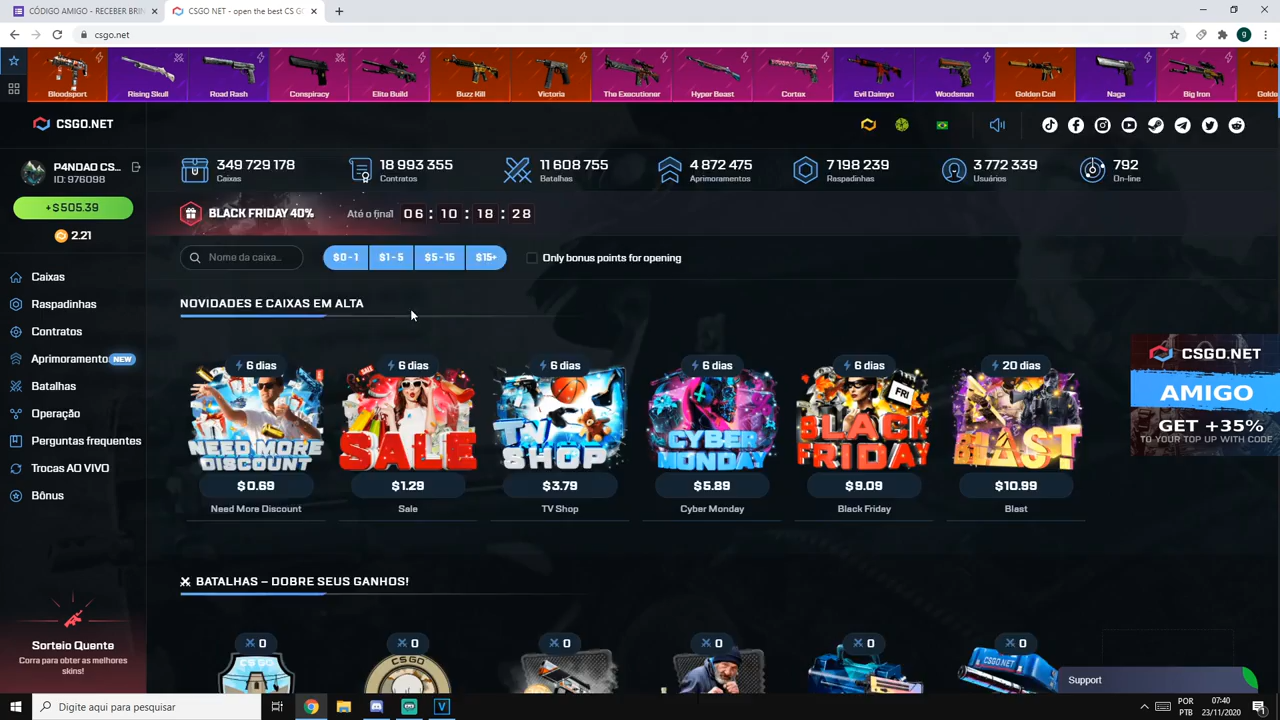 CÓDIGO AMIGO - RECEBER BRIN
CSGO NET - open the best CS GO
csgo.net
g
Bloodsport
Rising Skull
Road Rash
Conspiracy
Elite Build
Buzz Kill
Victoria
The Executioner
Hyper Beast
Cortex
Evil Daimyo
Woodsman
Golden Coil
Naga
Big Iron
Golde
CSGO.NET
P4NDAO CS...
ID: 976098
+$505.39
2.21
349 729 178
Caixas
18 993 355
Contratos
11 608 755
Batalhas
4 872 475
Aprimoramentos
7 198 239
Raspadinhas
3 772 339
Usuários
792
On-line
BLACK FRIDAY 40%
Até o final
06 : 10 : 18 : 28
Nome da caixa...
$0 - 1
$1 - 5
$5 - 15
$15+
Only bonus points for opening
Caixas
Raspadinhas
Contratos
Aprimoramento NEW
Batalhas
Operação
Perguntas frequentes
Trocas AO VIVO
Bônus
Sorteio Quente
Corra para obter as melhores
skins!
NOVIDADES E CAIXAS EM ALTA
6 dias
NEED MORE
DISCOUNT
$0.69
Need More Discount
6 dias
SALE
$1.29
Sale
6 dias
TV
SHOP
$3.79
TV Shop
6 dias
CYBER
MONDAY
$5.89
Cyber Monday
6 dias
FRI
BLACK
FRIDAY
$9.09
Black Friday
20 dias
BLAST
$10.99
Blast
CSGO.NET
AMIGO
GET +35%
TO YOUR TOP UP WITH CODE
BATALHAS – DOBRE SEUS GANHOS!
0
0
0
0
0
0
CS GO
CS GO
CSGO.NET
Support
Digite aqui para pesquisar
V
POR
PTB
07:40
23/11/2020
1